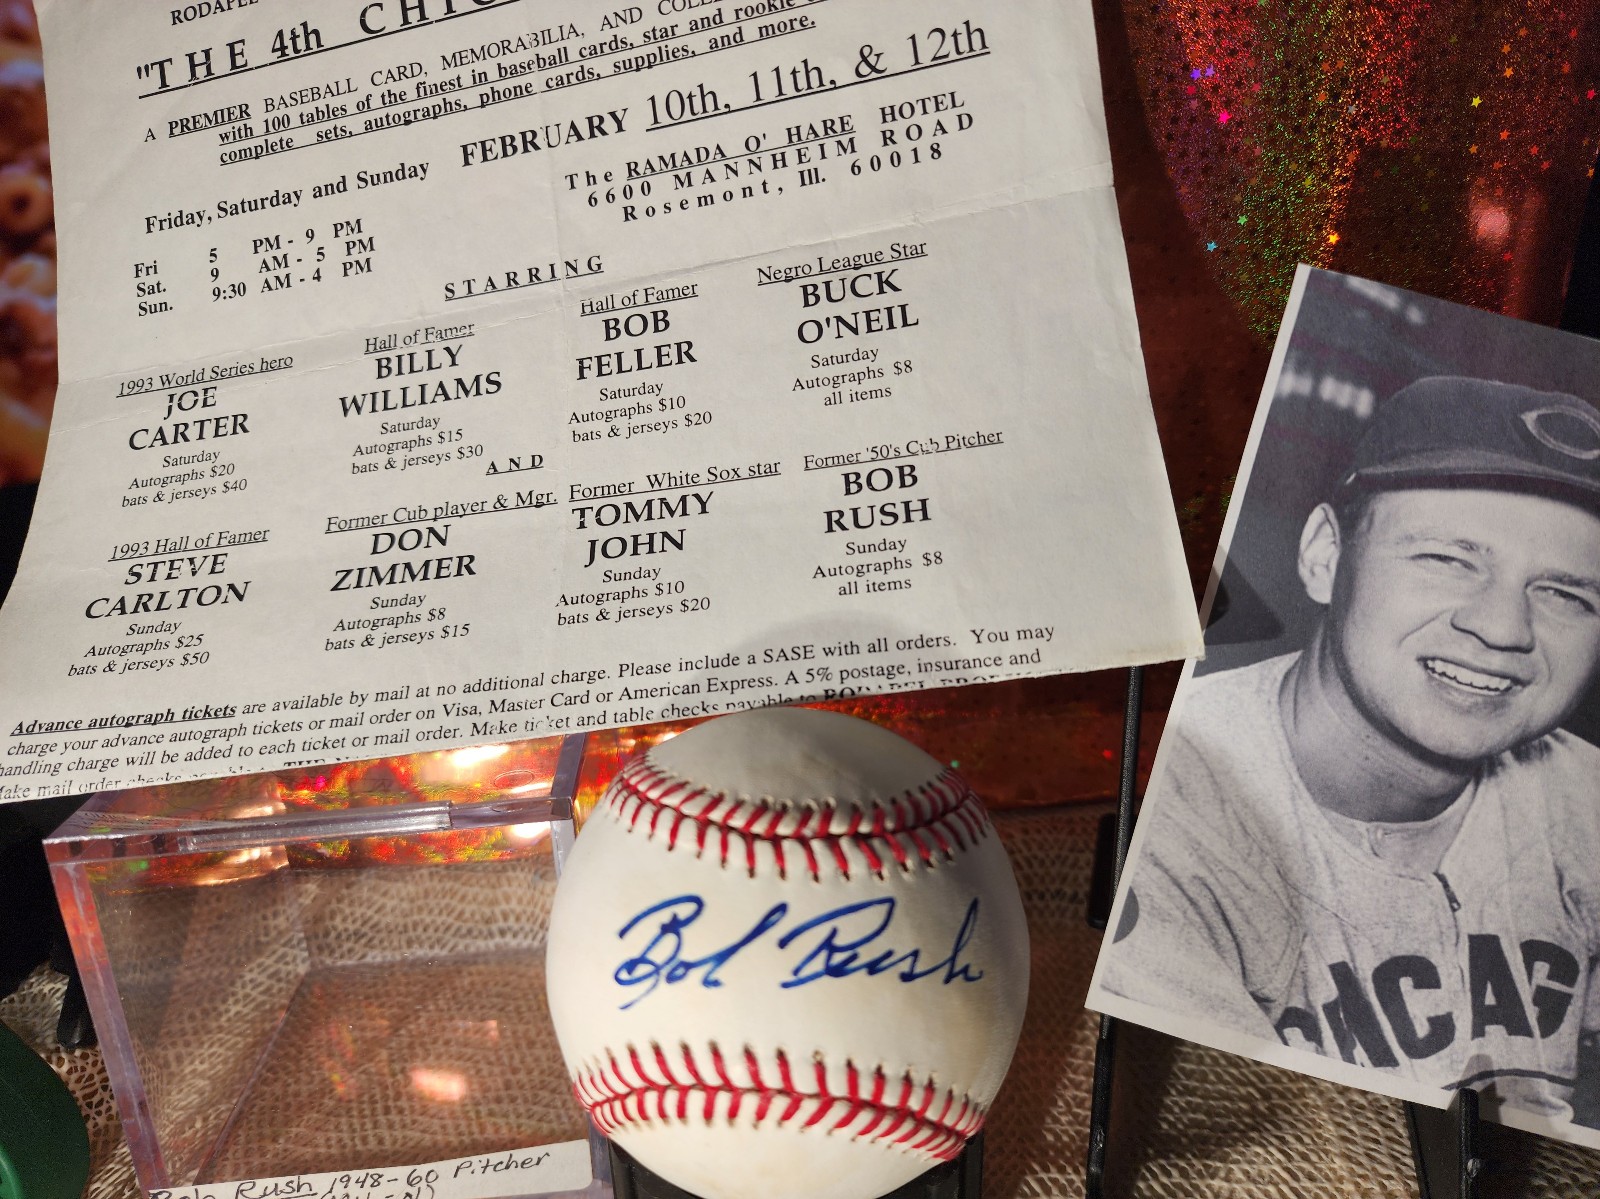 "THE 4th
A PREMIER BASEBALL CARD, MEMORABILIA, AND
with 100 tables of the finest in baseball cards, star and rookie
complete sets, autographs, phone cards, supplies, and more.
Friday, Saturday and Sunday FEBRUARY 10th, 11th, & 12th
Fri 5 PM - 9 PM
Sat. 9 AM - 5 PM
Sun. 9:30 AM - 4 PM
The RAMADA O' HARE HOTEL
6600 MANNHEIM ROAD
Rosemont, Ill. 60018
STARRING
1993 World Series hero
JOE
CARTER
Saturday
Autographs $20
bats & jerseys $40
Hall of Famer
BILLY
WILLIAMS
Saturday
Autographs $15
bats & jerseys $30
Hall of Famer
BOB
FELLER
Saturday
Autographs $10
bats & jerseys $20
Negro League Star
BUCK
O'NEIL
Saturday
Autographs $8
all items
AND
1993 Hall of Famer
STEVE
CARLTON
Sunday
Autographs $25
bats & jerseys $50
Former Cub player & Mgr.
DON
ZIMMER
Sunday
Autographs $8
bats & jerseys $15
Former White Sox star
TOMMY
JOHN
Sunday
Autographs $10
bats & jerseys $20
Former '50's Cub Pitcher
BOB
RUSH
Sunday
Autographs $8
all items
Advance autograph tickets are available by mail at no additional charge. Please include a SASE with all orders. You may
charge your advance autograph tickets or mail order on Visa, Master Card or American Express. A 5% postage, insurance and
handling charge will be added to each ticket or mail order. Make ticket and table checks payable to
Make mail order checks
Bob Rush
CHICAG
Bob Rush 1948-60 Pitcher